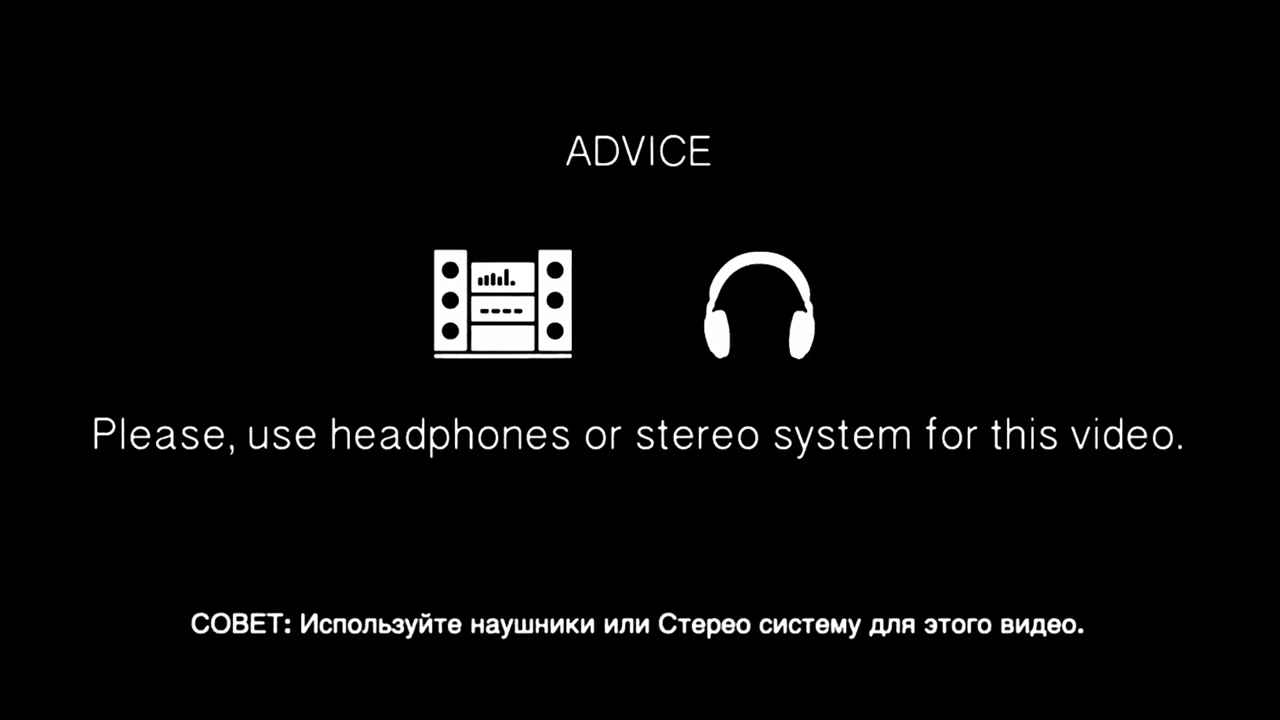 ADVICE
Please, use headphones or stereo system for this video.
СОВЕТ: Используйте наушники или Стерео систему для этого видео.